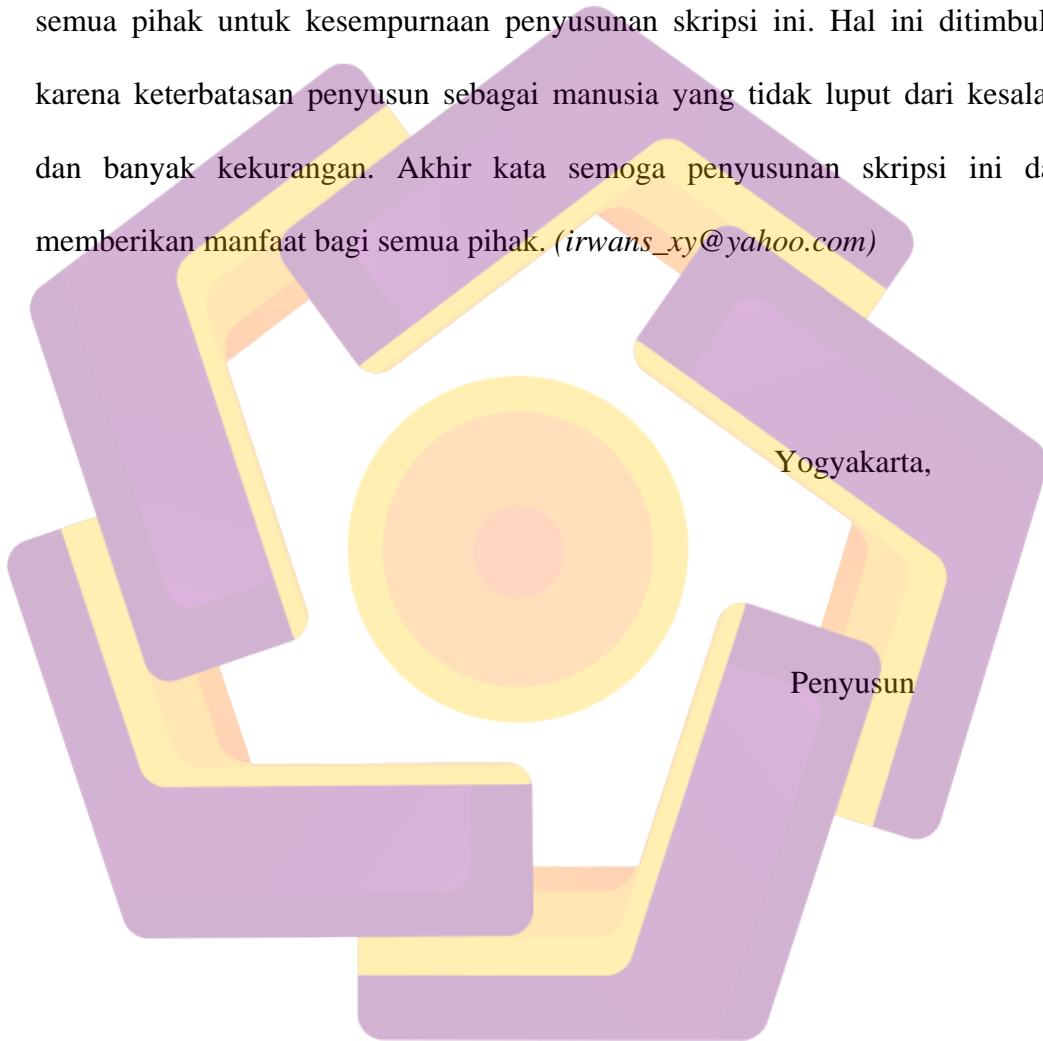 semua pihak untuk kesempurnaan penyusunan skripsi ini. Hal ini ditimbul
karena keterbatasan penyusun sebagai manusia yang tidak luput dari kesala
dan banyak kekurangan. Akhir kata semoga penyusunan skripsi ini da
memberikan manfaat bagi semua pihak. (irwans_xy@yahoo.com)
Yogyakarta,
Penyusun